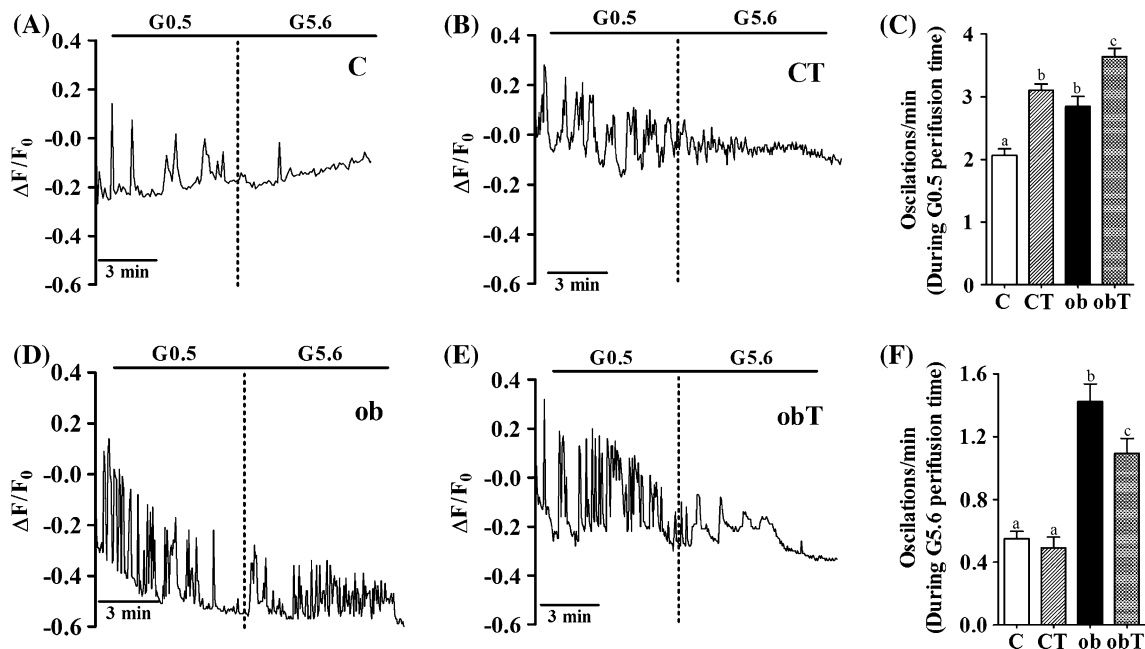 (A)
G0.5 G5.6
C
0.4
0.2
-0.0
-0.2
-0.4
-0.6
ΔF/F0
3 min
(B)
G0.5 G5.6
CT
0.4
0.2
-0.0
-0.2
-0.4
-0.6
ΔF/F0
3 min
(C)
Oscilations/min
(During G0.5 perifusion time)
4
3
2
1
0
a
b
b
c
C CT ob obT
(D)
G0.5 G5.6
ob
0.4
0.2
-0.0
-0.2
-0.4
-0.6
ΔF/F0
3 min
(E)
G0.5 G5.6
obT
0.4
0.2
-0.0
-0.2
-0.4
-0.6
ΔF/F0
3 min
(F)
Oscilations/min
(During G5.6 perifusion time)
1.6
1.2
0.8
0.4
0.0
a
a
b
c
C CT ob obT